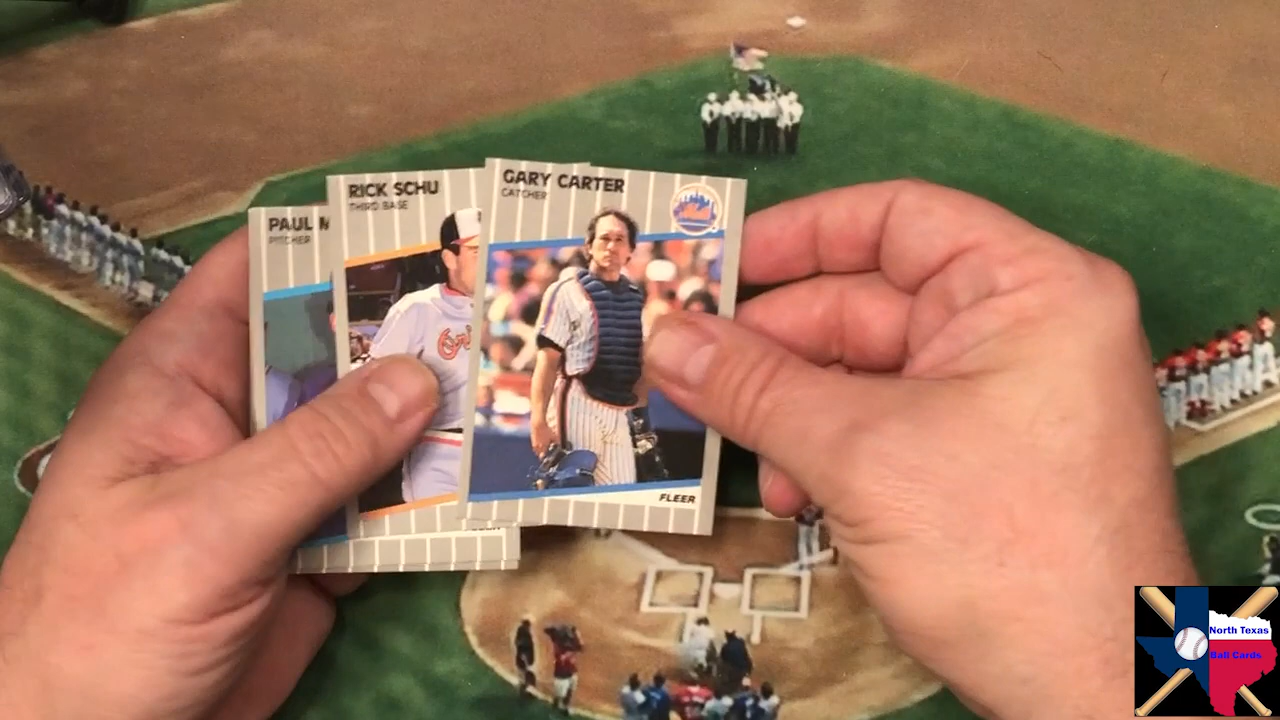 PAUL M
PITCHER
RICK SCHU
THIRD BASE
GARY CARTER
CATCHER
Mets
FLEER
North Texas
Ball Cards